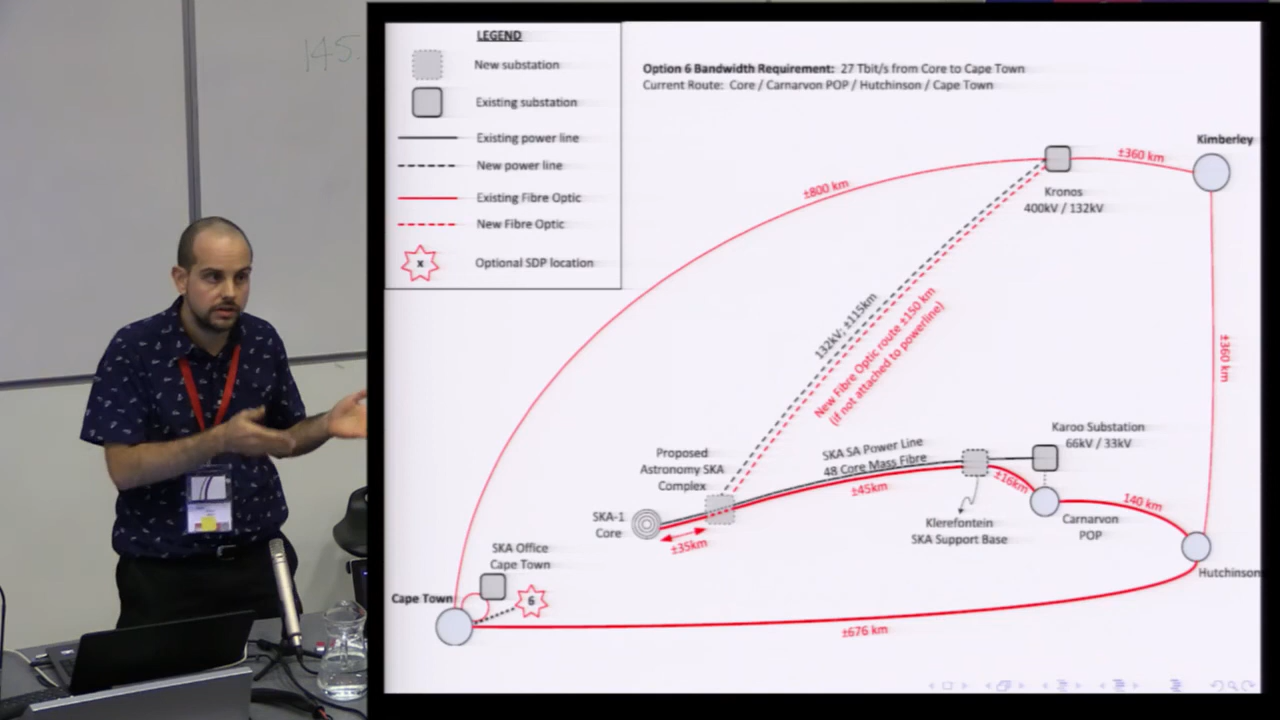 145.
LEGEND
New substation
Existing substation
Existing power line
New power line
Existing Fibre Optic
New Fibre Optic
x
Optional SDP location
Option 6 Bandwidth Requirement: 27 Tbit/s from Core to Cape Town
Current Route: Core / Carnarvon POP / Hutchinson / Cape Town
Kimberley
±360 km
±800 km
Kronos
400kV / 132kV
132kV; ±115km
New Fibre Optic route ±150 km
(if not attached to powerline)
±360 km
Karoo Substation
66kV / 33kV
SKA SA Power Line
48 Core Mass Fibre
±45km
±16km
Proposed
Astronomy SKA
Complex
SKA-1
Core
±35km
Klerefontein
SKA Support Base
Carnarvon
POP
140 km
Hutchinson
SKA Office
Cape Town
Cape Town
6
±676 km